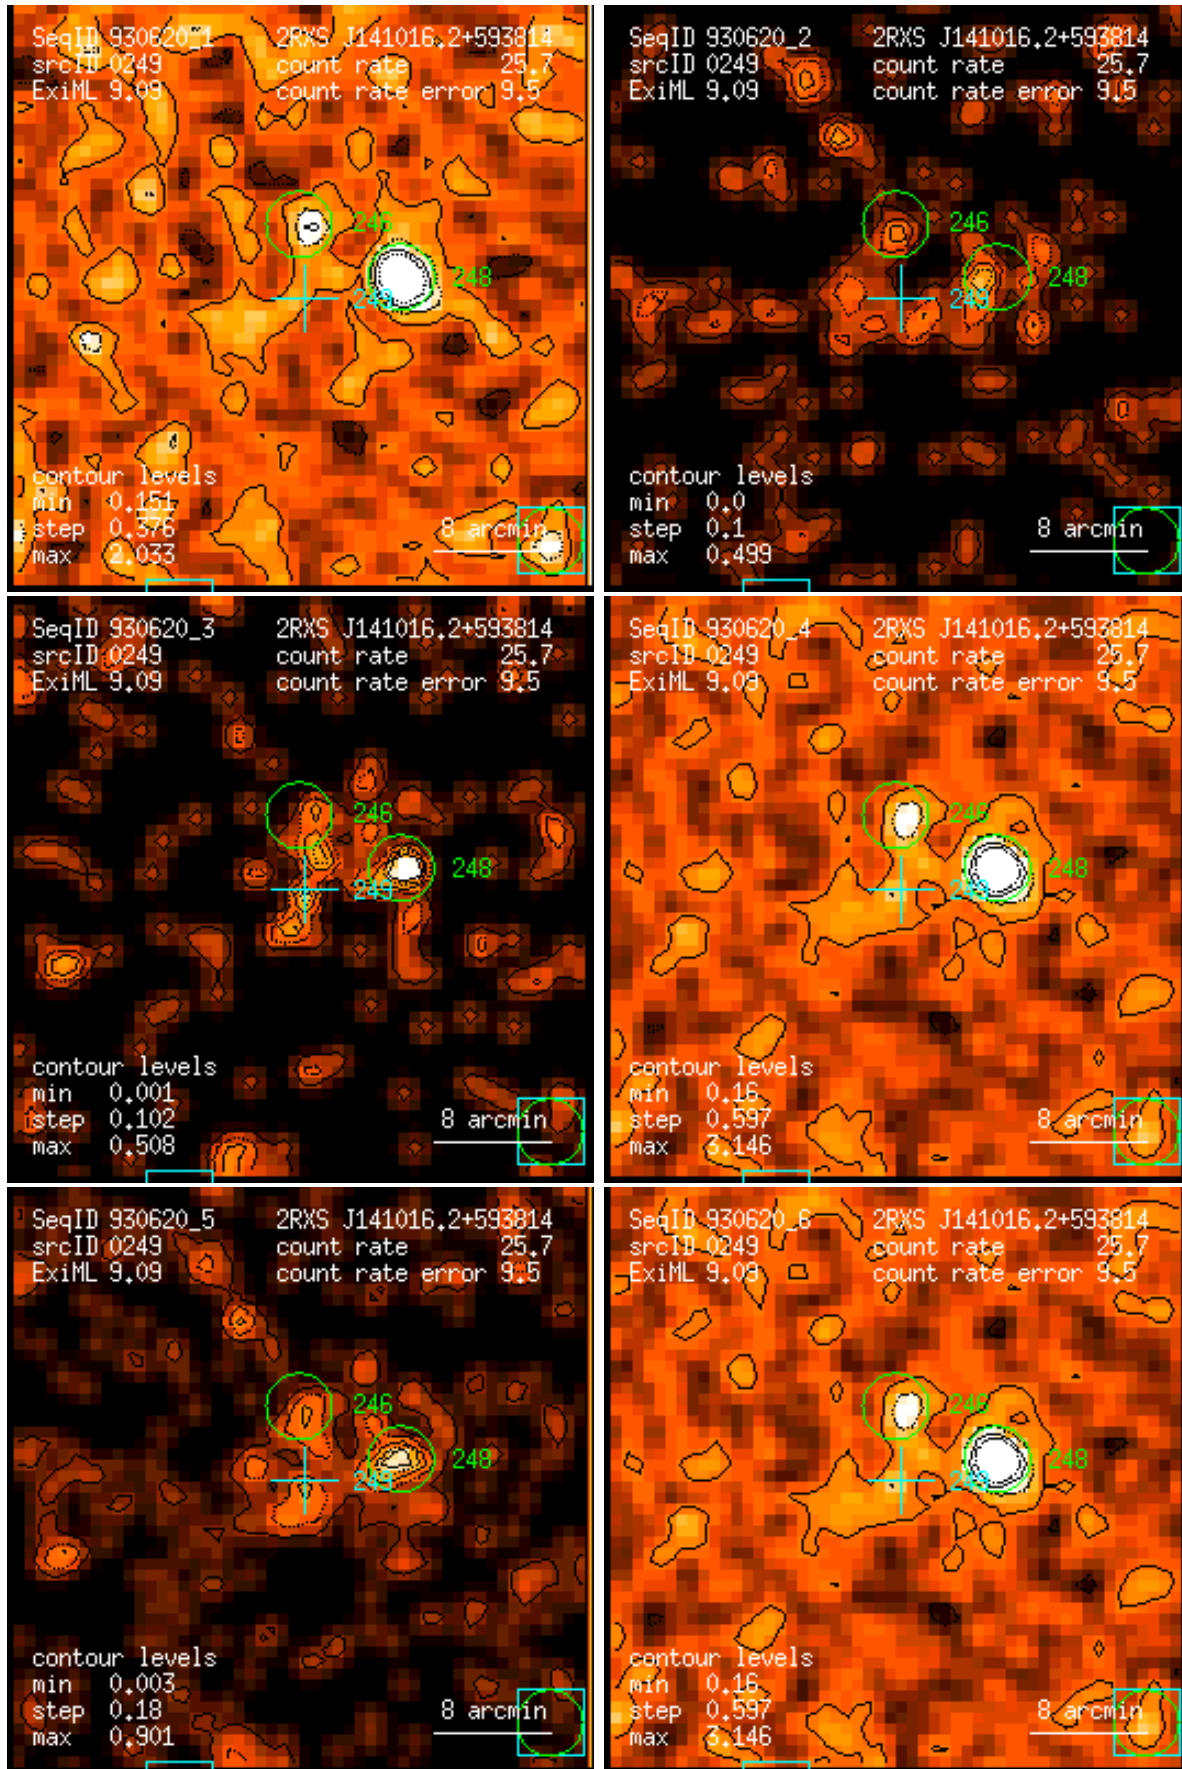 SeqID 930620_1 2RXS J141016.2+593814
srcID 0249 count rate 25.7
ExiML 9.09 count rate error 9.5
246
248
249
contour levels
min 0.151
step 0.376
max 2.033
8 arcmin
SeqID 930620_2 2RXS J141016.2+593814
srcID 0249 count rate 25.7
ExiML 9.09 count rate error 9.5
246
248
249
contour levels
min 0.0
step 0.1
max 0.499
8 arcmin
SeqID 930620_3 2RXS J141016.2+593814
srcID 0249 count rate 25.7
ExiML 9.09 count rate error 9.5
246
248
249
contour levels
min 0.001
step 0.102
max 0.508
8 arcmin
SeqID 930620_4 2RXS J141016.2+593814
srcID 0249 count rate 25.7
ExiML 9.09 count rate error 9.5
246
248
249
contour levels
min 0.16
step 0.597
max 3.146
8 arcmin
SeqID 930620_5 2RXS J141016.2+593814
srcID 0249 count rate 25.7
ExiML 9.09 count rate error 9.5
246
248
249
contour levels
min 0.003
step 0.18
max 0.901
8 arcmin
SeqID 930620_6 2RXS J141016.2+593814
srcID 0249 count rate 25.7
ExiML 9.09 count rate error 9.5
246
248
249
contour levels
min 0.16
step 0.597
max 3.146
8 arcmin